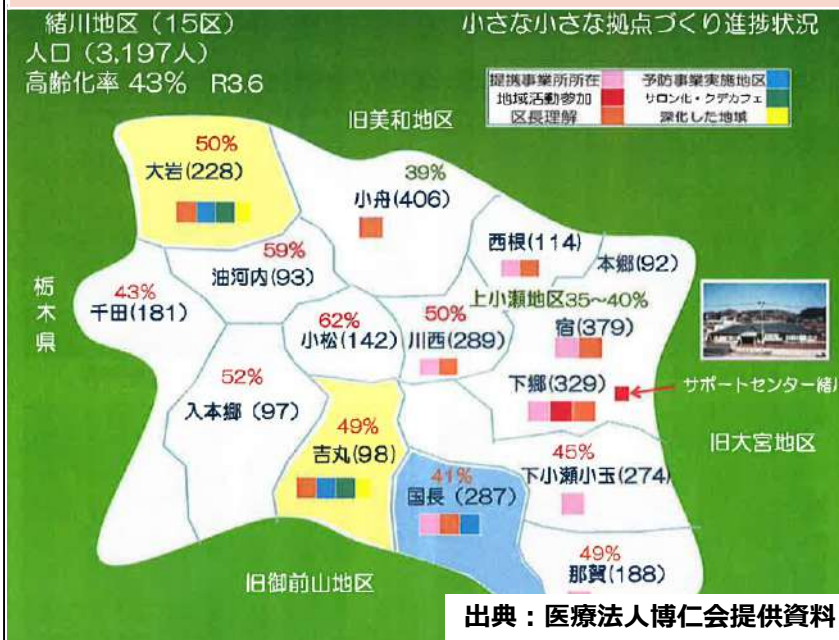 緒川地区（15区）
人口（3,197人）
高齢化率 43% R3.6
小さな小さな拠点づくり進捗状況
提携事業所所在
予防事業実施地区
地域活動参加
サロン化・クデカフェ
区長理解
深化した地域
旧美和地区
50%
大岩(228)
39%
小舟(406)
西根(114)
本郷(92)
59%
油河内(93)
栃木県
43%
千田(181)
上小瀬地区35～40%
62%
小松(142)
50%
川西(289)
宿(379)
下郷(329)
サポートセンター緒川
52%
入本郷（97）
49%
吉丸(98)
旧大宮地区
45%
下小瀬小玉(274)
41%
国長（287）
旧御前山地区
49%
那賀(188)
出典：医療法人博仁会提供資料